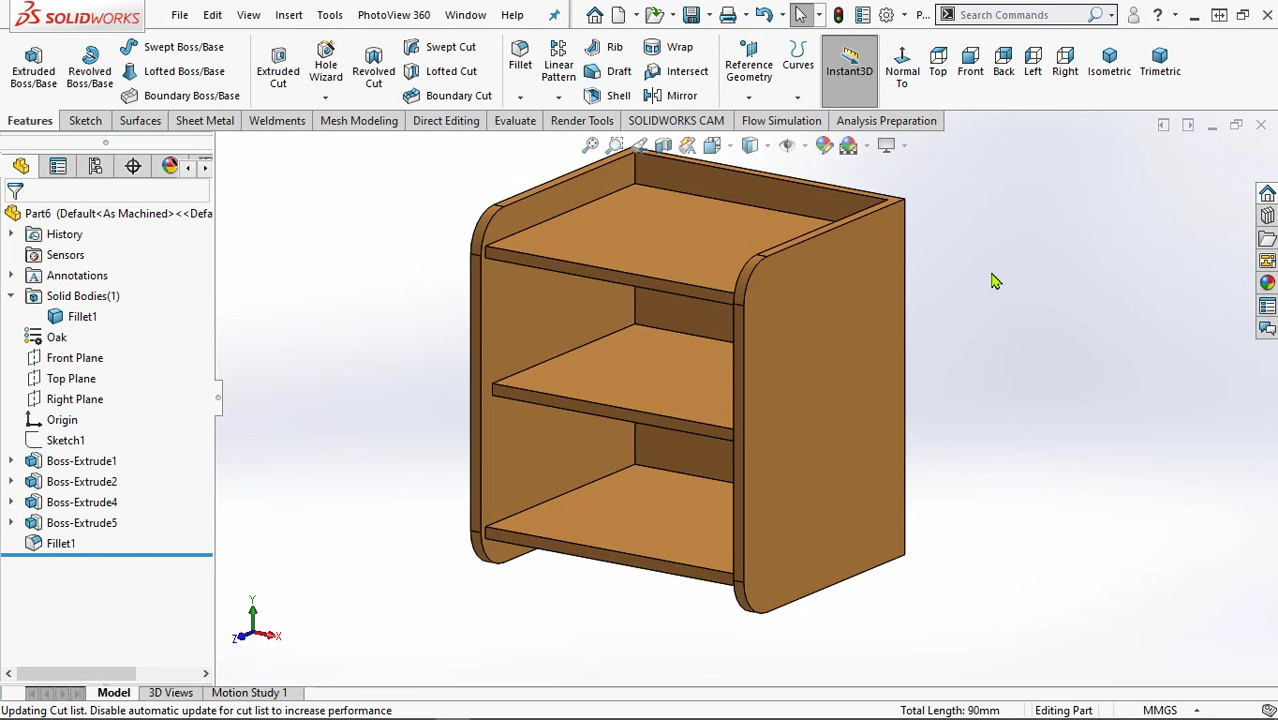 SOLIDWORKS
File Edit View Insert Tools PhotoView 360 Window Help
P...
Search Commands
?
Extruded Boss/Base
Revolved Boss/Base
Swept Boss/Base
Lofted Boss/Base
Boundary Boss/Base
Extruded Cut
Hole Wizard
Revolved Cut
Swept Cut
Lofted Cut
Boundary Cut
Fillet
Linear Pattern
Rib
Draft
Shell
Wrap
Intersect
Mirror
Reference Geometry
Curves
Instant3D
Normal To
Top
Front
Back
Left
Right
Isometric
Trimetric
Features Sketch Surfaces Sheet Metal Weldments Mesh Modeling Direct Editing Evaluate Render Tools SOLIDWORKS CAM Flow Simulation Analysis Preparation
Part6 (Default<As Machined><<Defa
History
Sensors
Annotations
Solid Bodies(1)
Fillet1
Oak
Front Plane
Top Plane
Right Plane
Origin
Sketch1
Boss-Extrude1
Boss-Extrude2
Boss-Extrude4
Boss-Extrude5
Fillet1
Y
Z
X
Model 3D Views Motion Study 1
Updating Cut list. Disable automatic update for cut list to increase performance Total Length: 90mm Editing Part MMGS